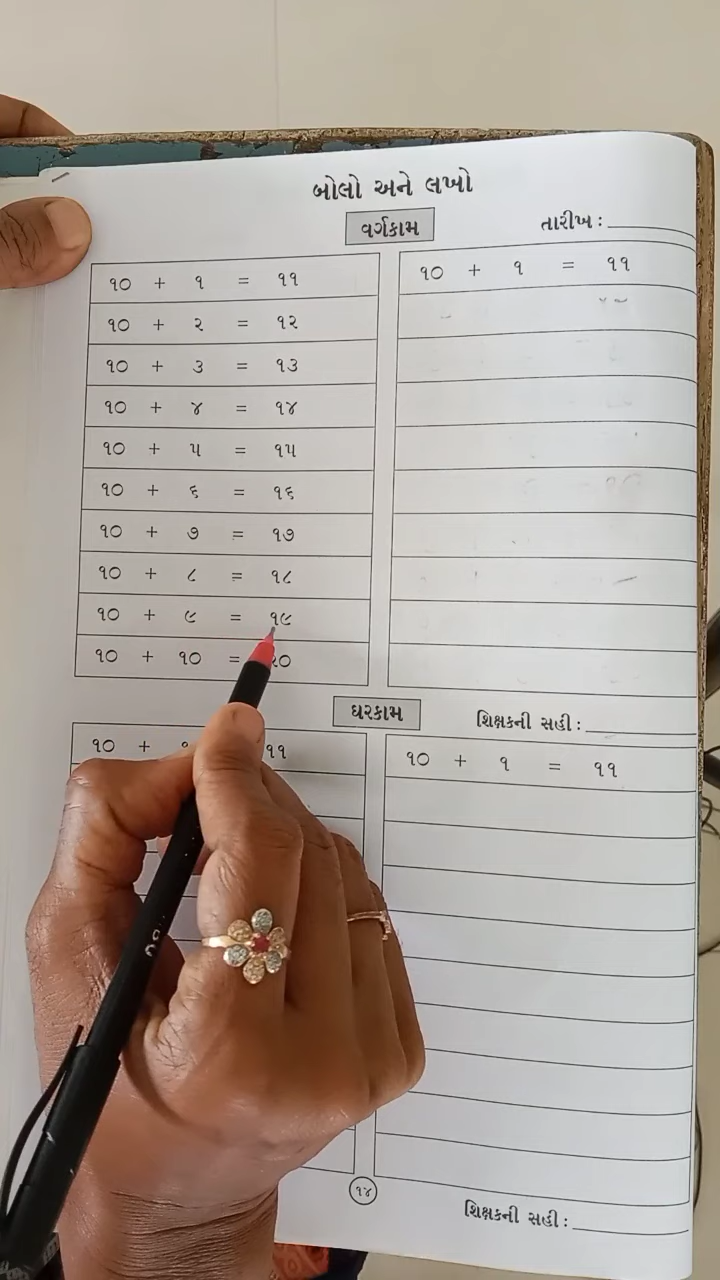 બોલો અને લખો
વર્ગકામ
તારીખ :
૧૦ + ૧ = ૧૧
૧૦ + ૨ = ૧૨
૧૦ + ૩ = ૧૩
૧૦ + ૪ = ૧૪
૧૦ + ૫ = ૧૫
૧૦ + ૬ = ૧૬
૧૦ + ૭ = ૧૭
૧૦ + ૮ = ૧૮
૧૦ + ૯ = ૧૯
૧૦ + ૧૦ = ૨૦
૧૦ + ૧ = ૧૧
ઘરકામ
શિક્ષકની સહી :
૧૦ + ૧૧
૧૦ + ૧ = ૧૧
૧૪
શિક્ષકની સહી :